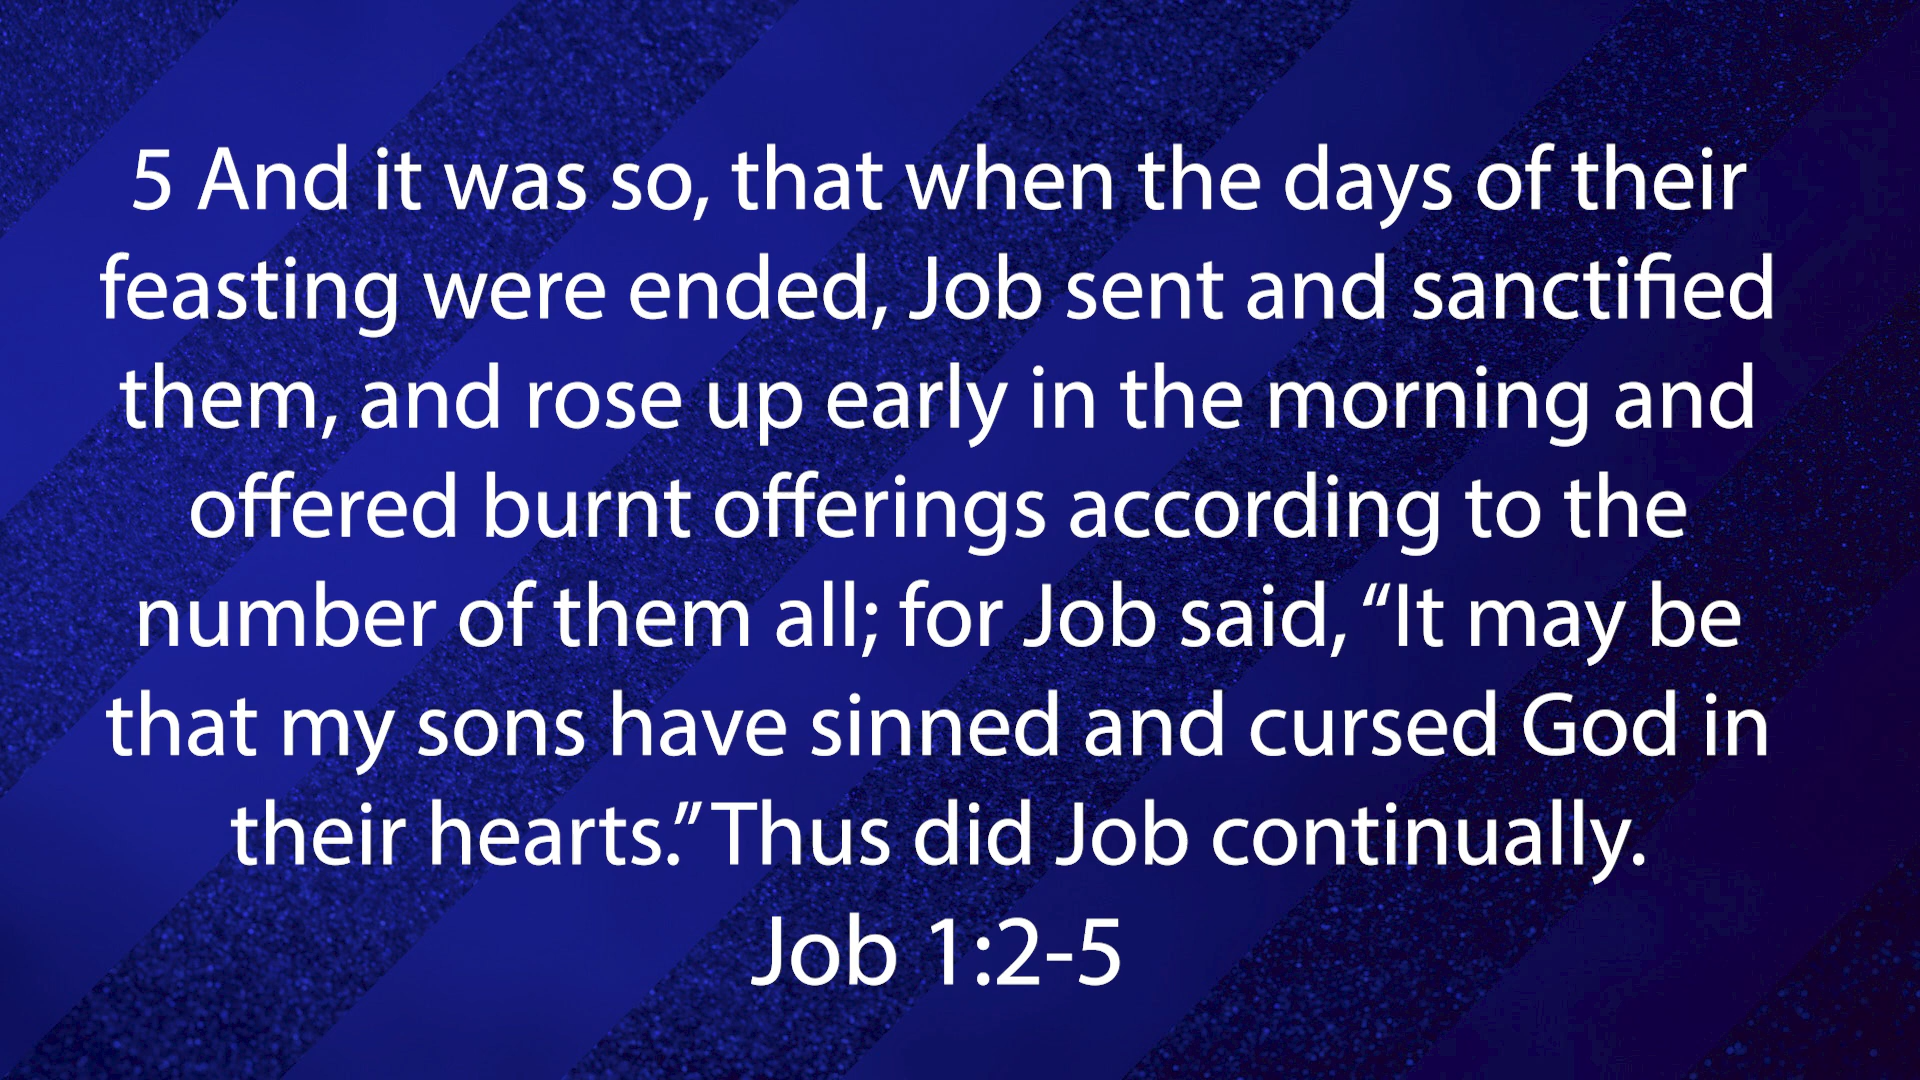 5 And it was so, that when the days of their
feasting were ended, Job sent and sanctified
them, and rose up early in the morning and
offered burnt offerings according to the
number of them all; for Job said, “It may be
that my sons have sinned and cursed God in
their hearts.” Thus did Job continually.
Job 1:2-5